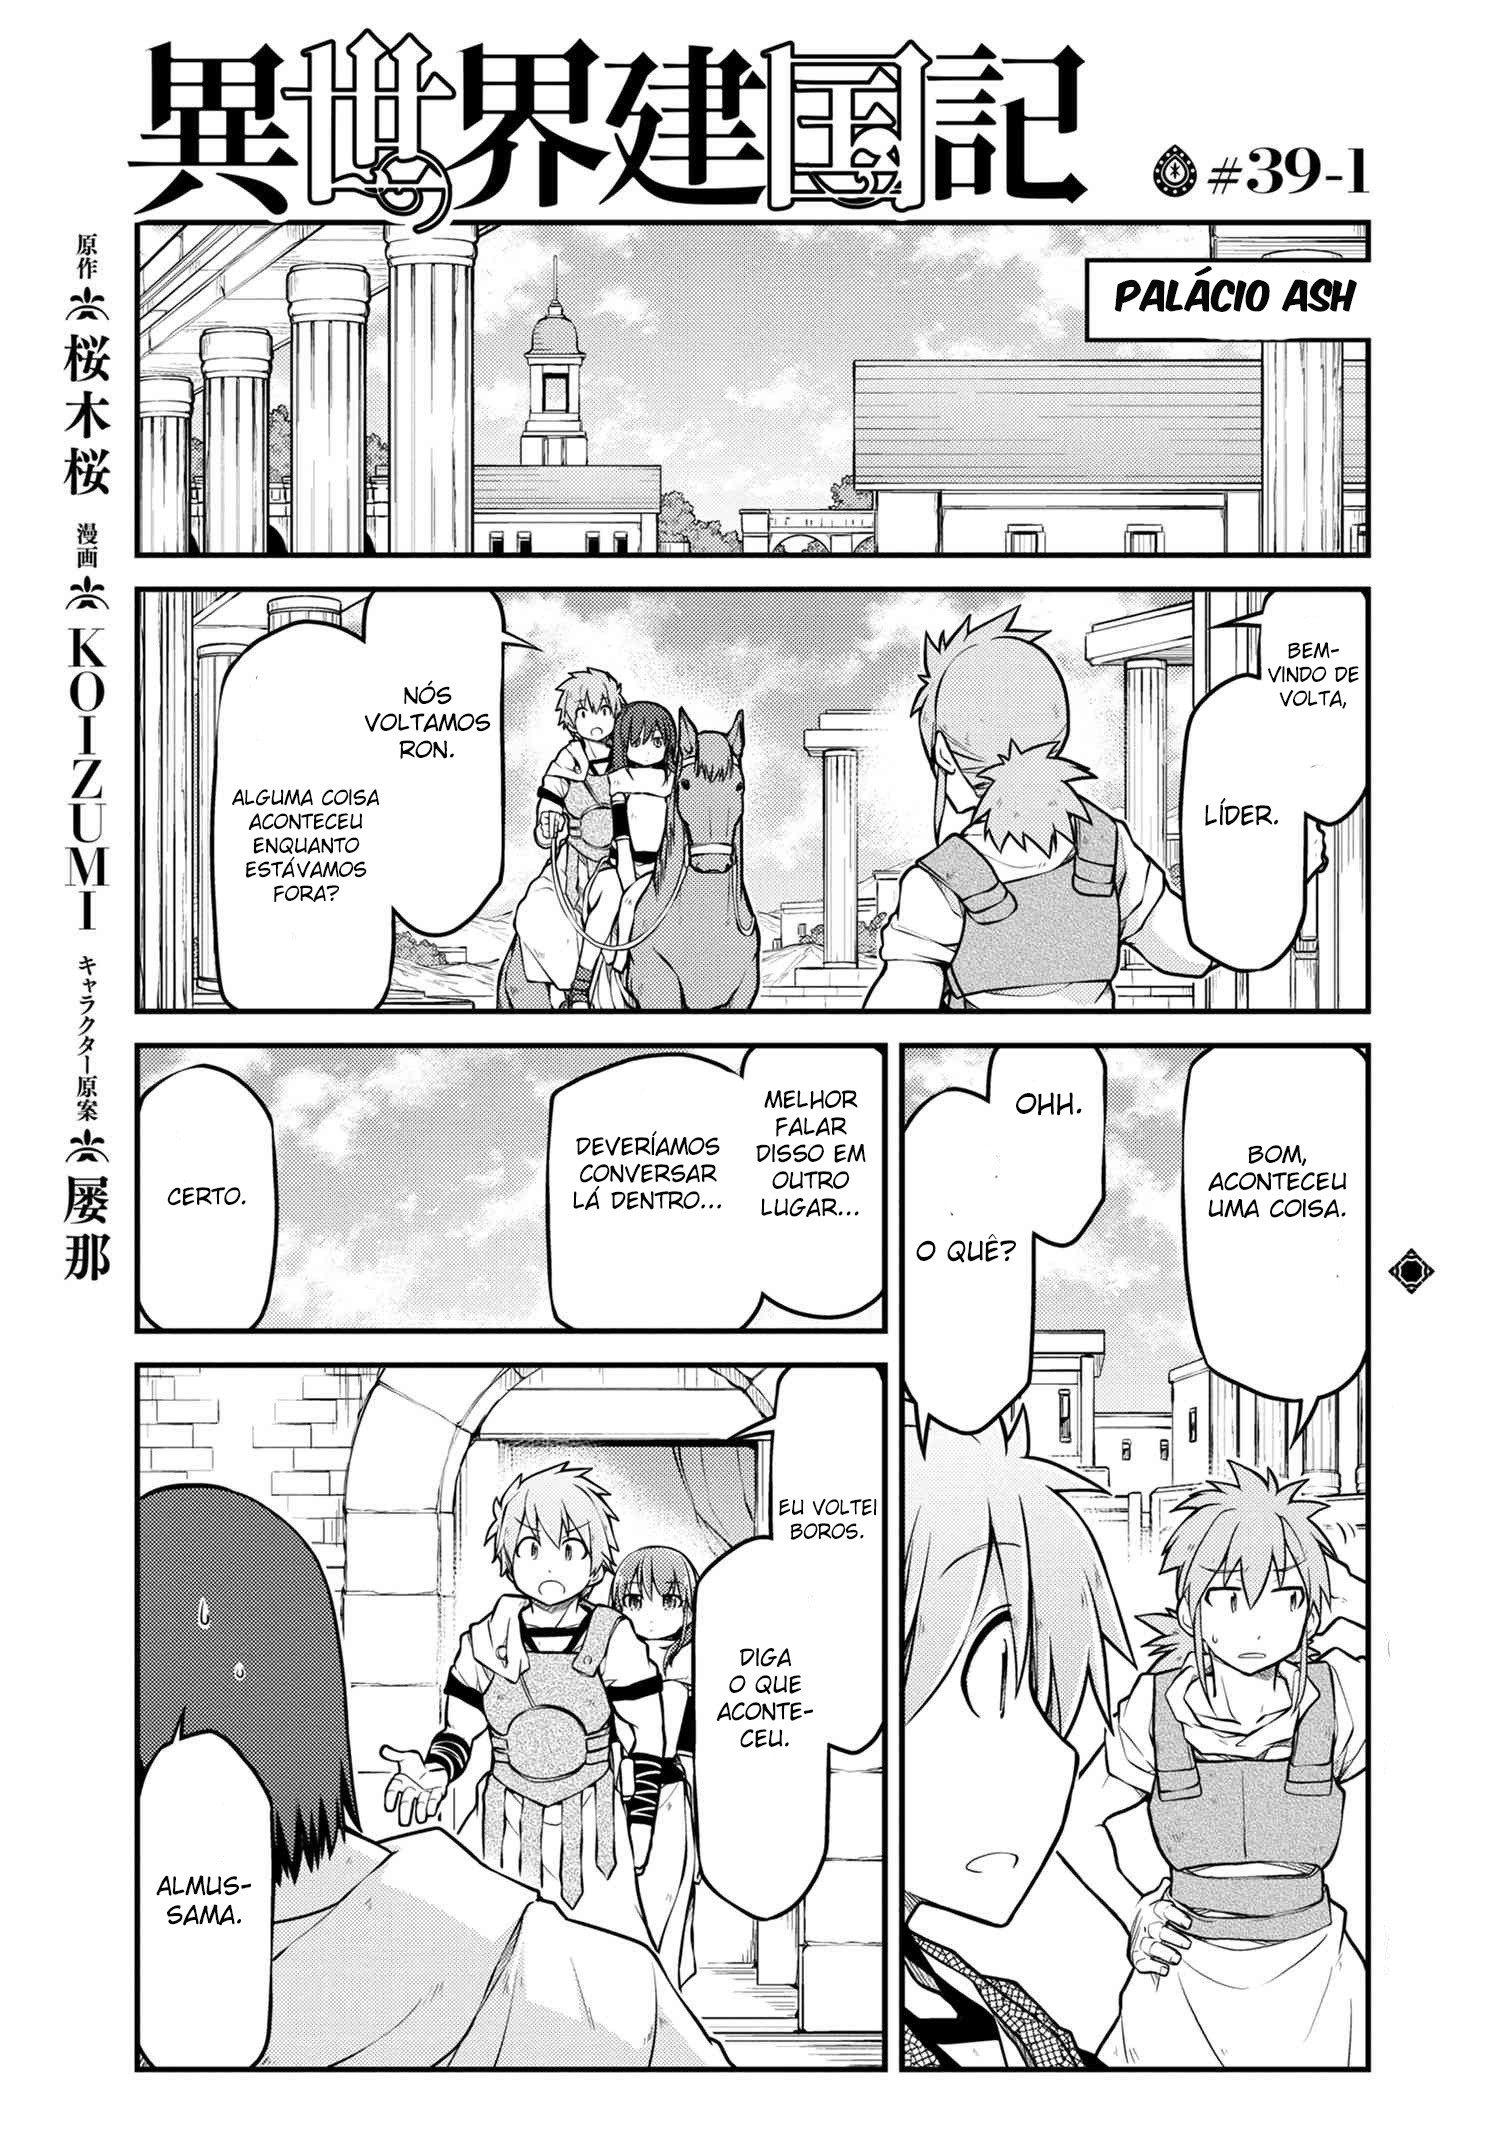 異世界建国記
#39-1
原作 桜木桜 漫画 KOIZUMI キャラクター原案 屡那
PALÁCIO ASH
BEM-
VINDO DE
VOLTA,
LÍDER.
NÓS
VOLTAMOS
RON.
ALGUMA COISA
ACONTECEU
ENQUANTO
ESTÁVAMOS
FORA?
BOM,
ACONTECEU
UMA COISA.
OHH.
O QUÊ?
MELHOR
FALAR
DISSO EM
OUTRO
LUGAR...
DEVERÍAMOS
CONVERSAR
LÁ DENTRO...
CERTO.
EU VOLTEI
BOROS.
DIGA
O QUE
ACONTE-
CEU.
ALMUS-
SAMA.